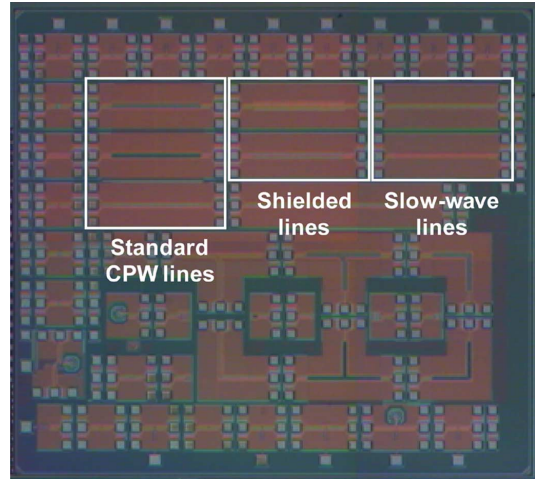 Shielded
lines
Slow-wave
lines
Standard
CPW lines